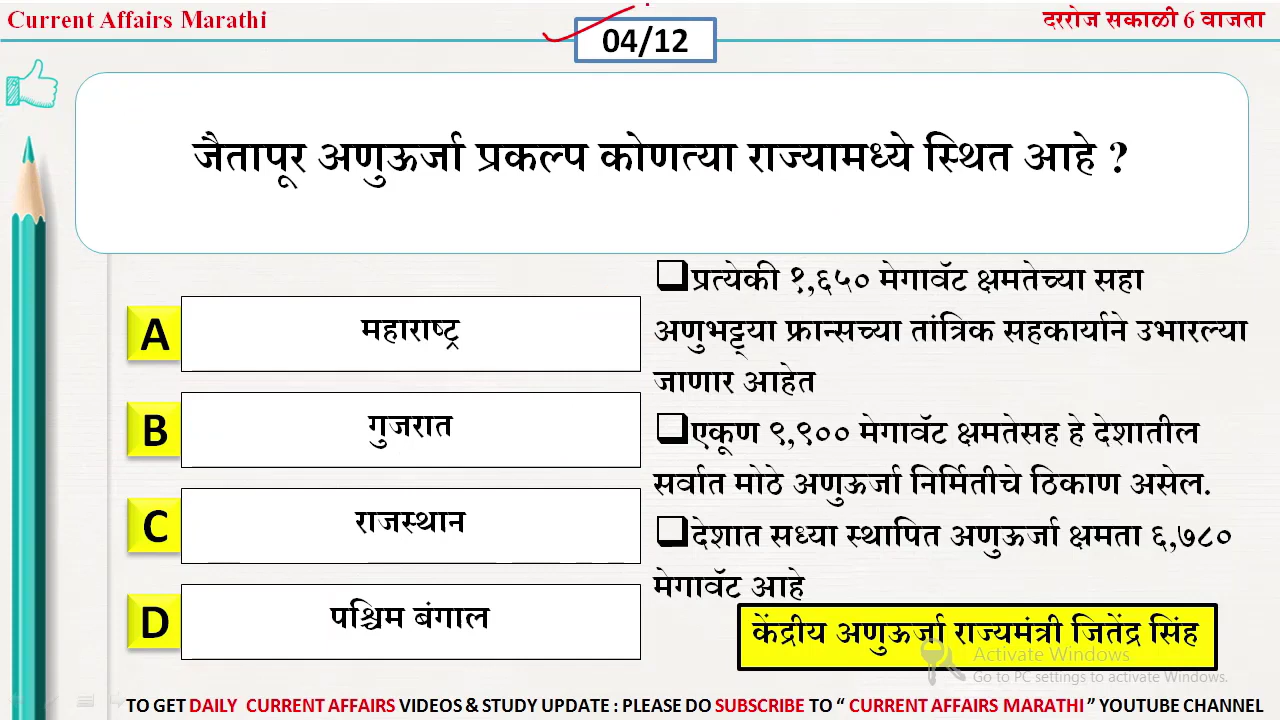 Current Affairs Marathi
दररोज सकाळी 6 वाजता
04/12
जैतापूर अणुऊर्जा प्रकल्प कोणत्या राज्यामध्ये स्थित आहे ?
A
महाराष्ट्र
B
गुजरात
C
राजस्थान
D
पश्चिम बंगाल
❑प्रत्येकी १,६५० मेगावॅट क्षमतेच्या सहा
अणुभट्ट्या फ्रान्सच्या तांत्रिक सहकार्याने उभारल्या
जाणार आहेत
❑एकूण ९,९०० मेगावॅट क्षमतेसह हे देशातील
सर्वात मोठे अणुऊर्जा निर्मितीचे ठिकाण असेल.
❑देशात सध्या स्थापित अणुऊर्जा क्षमता ६,७८०
मेगावॅट आहे
केंद्रीय अणुऊर्जा राज्यमंत्री जितेंद्र सिंह
Activate Windows
Go to PC settings to activate Windows.
TO GET DAILY CURRENT AFFAIRS VIDEOS & STUDY UPDATE : PLEASE DO SUBSCRIBE TO “ CURRENT AFFAIRS MARATHI ” YOUTUBE CHANNEL